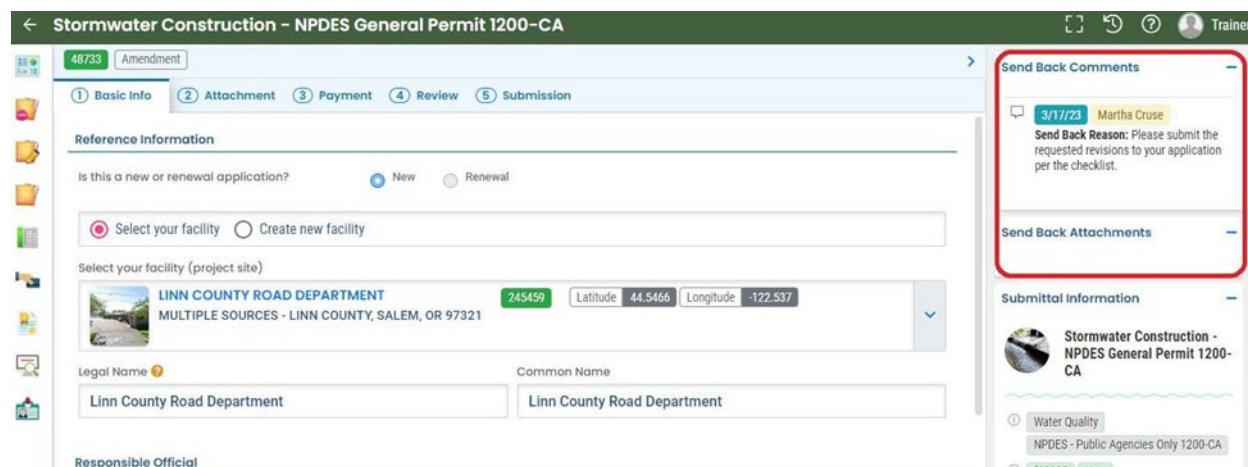 Stormwater Construction - NPDES General Permit 1200-CA
Trainer
48733 Amendment
1 Basic Info 2 Attachment 3 Payment 4 Review 5 Submission
Reference Information
Is this a new or renewal application? New Renewal
Select your facility Create new facility
Select your facility (project site)
LINN COUNTY ROAD DEPARTMENT 245459 Latitude 44.5466 Longitude -122.537
MULTIPLE SOURCES - LINN COUNTY, SALEM, OR 97321
Legal Name Common Name
Linn County Road Department Linn County Road Department
Responsible Official
Send Back Comments
3/17/23 Martha Cruse
Send Back Reason: Please submit the
requested revisions to your application
per the checklist.
Send Back Attachments
Submittal Information
Stormwater Construction -
NPDES General Permit 1200-
CA
Water Quality
NPDES - Public Agencies Only 1200-CA